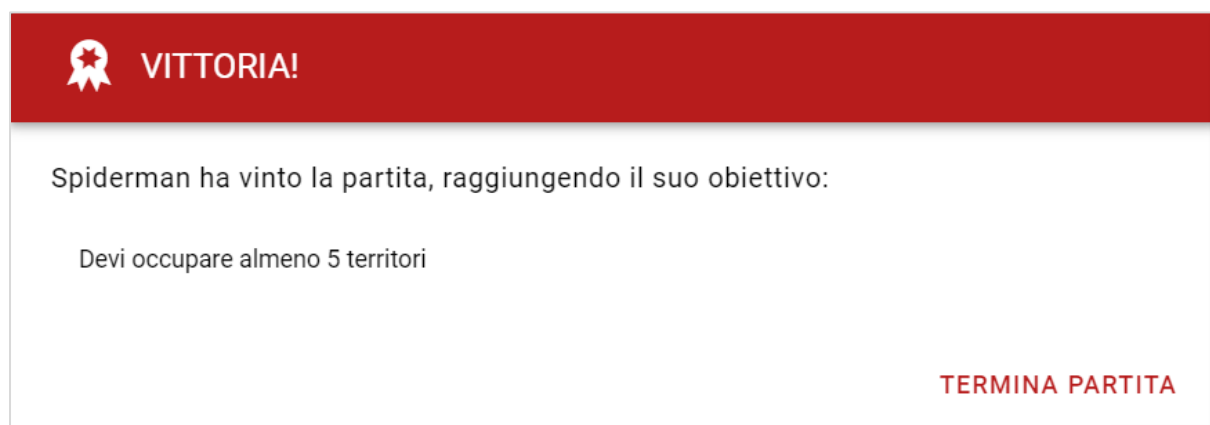 VITTORIA!
Spiderman ha vinto la partita, raggiungendo il suo obiettivo:
Devi occupare almeno 5 territori
TERMINA PARTITA